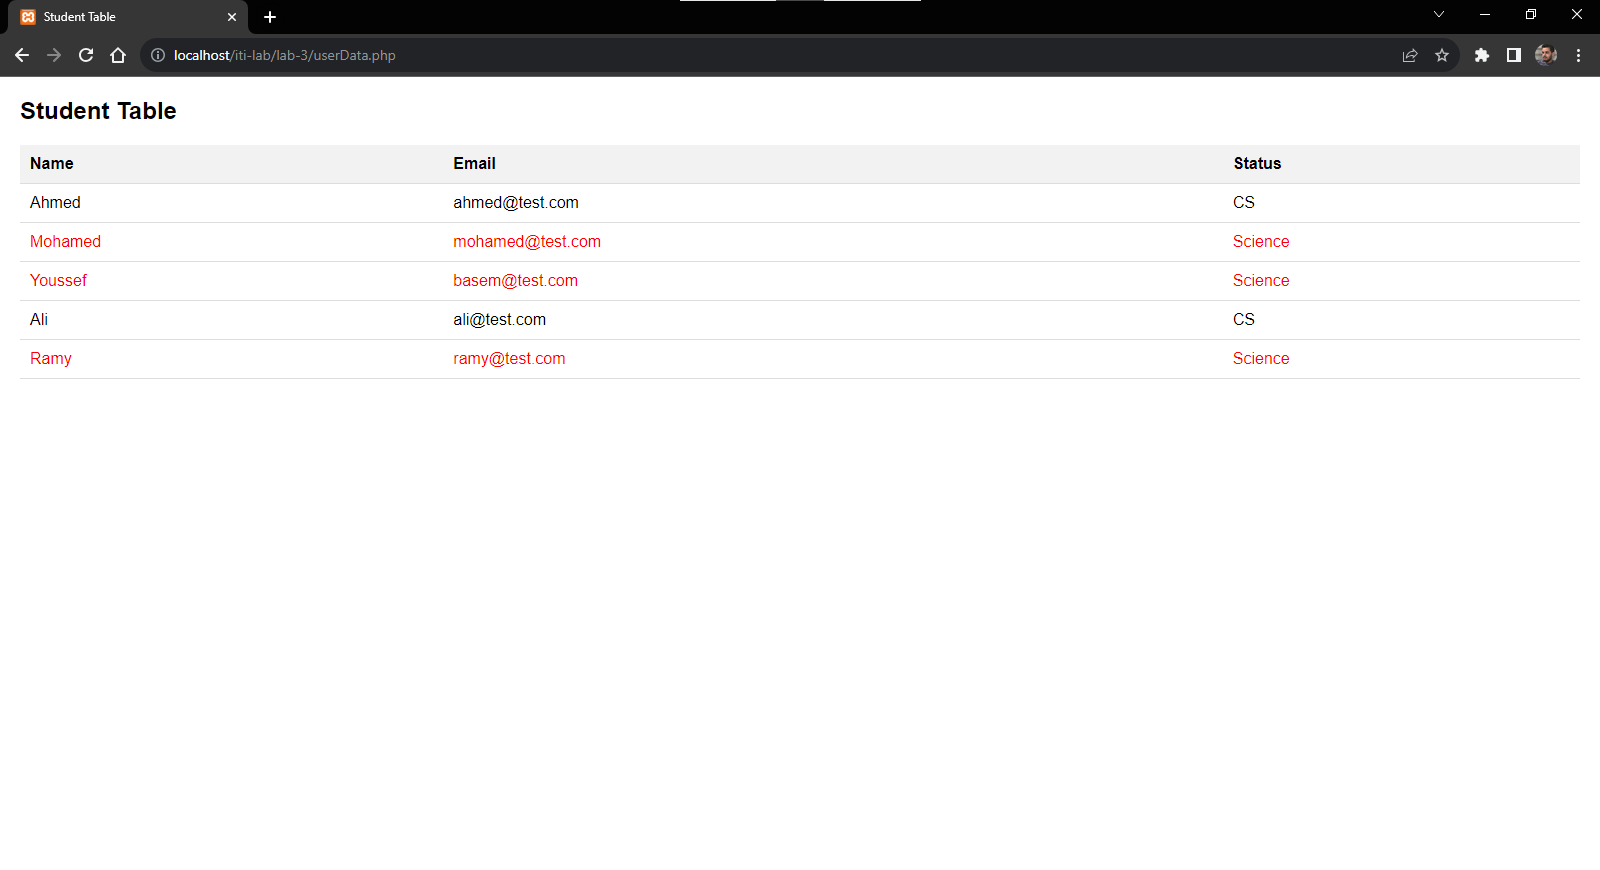 Student Table
localhost/iti-lab/lab-3/userData.php
Student Table
Name Email Status
Ahmed ahmed@test.com CS
Mohamed mohamed@test.com Science
Youssef basem@test.com Science
Ali ali@test.com CS
Ramy ramy@test.com Science